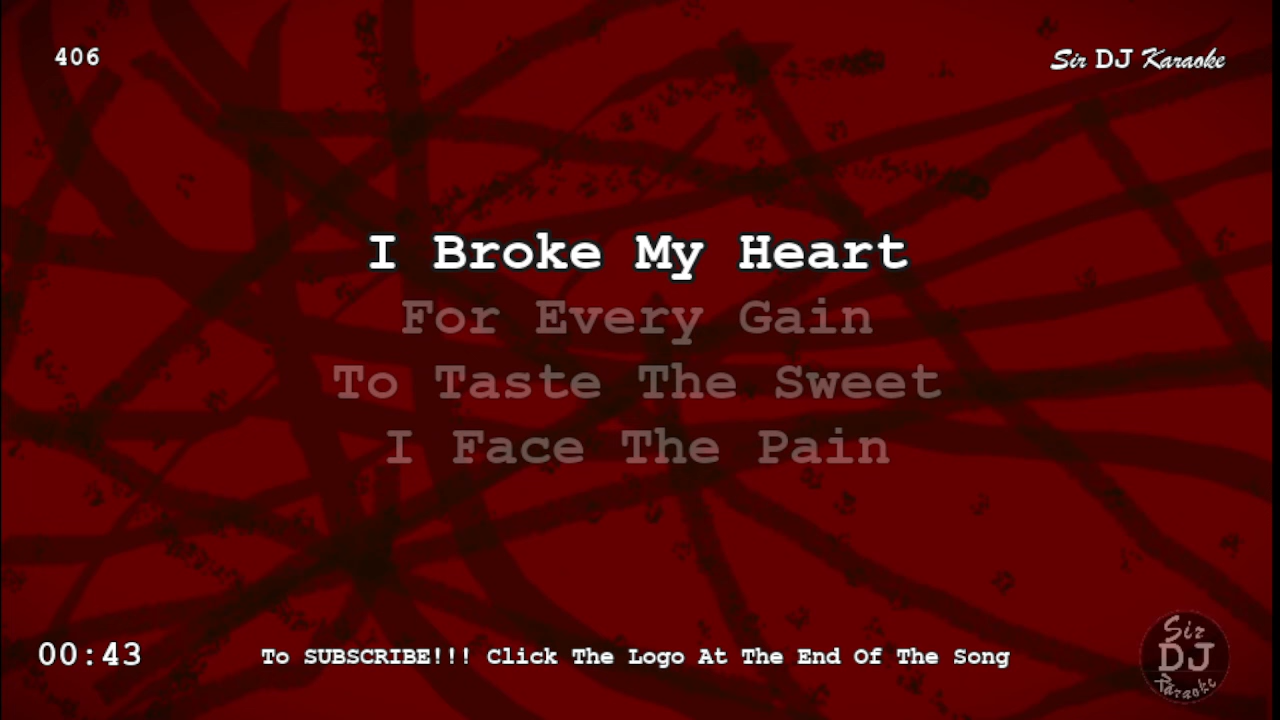 406
Sir DJ Karaoke
I Broke My Heart
For Every Gain
To Taste The Sweet
I Face The Pain
00:43
To SUBSCRIBE!!! Click The Logo At The End Of The Song
Sir
DJ
Karaoke